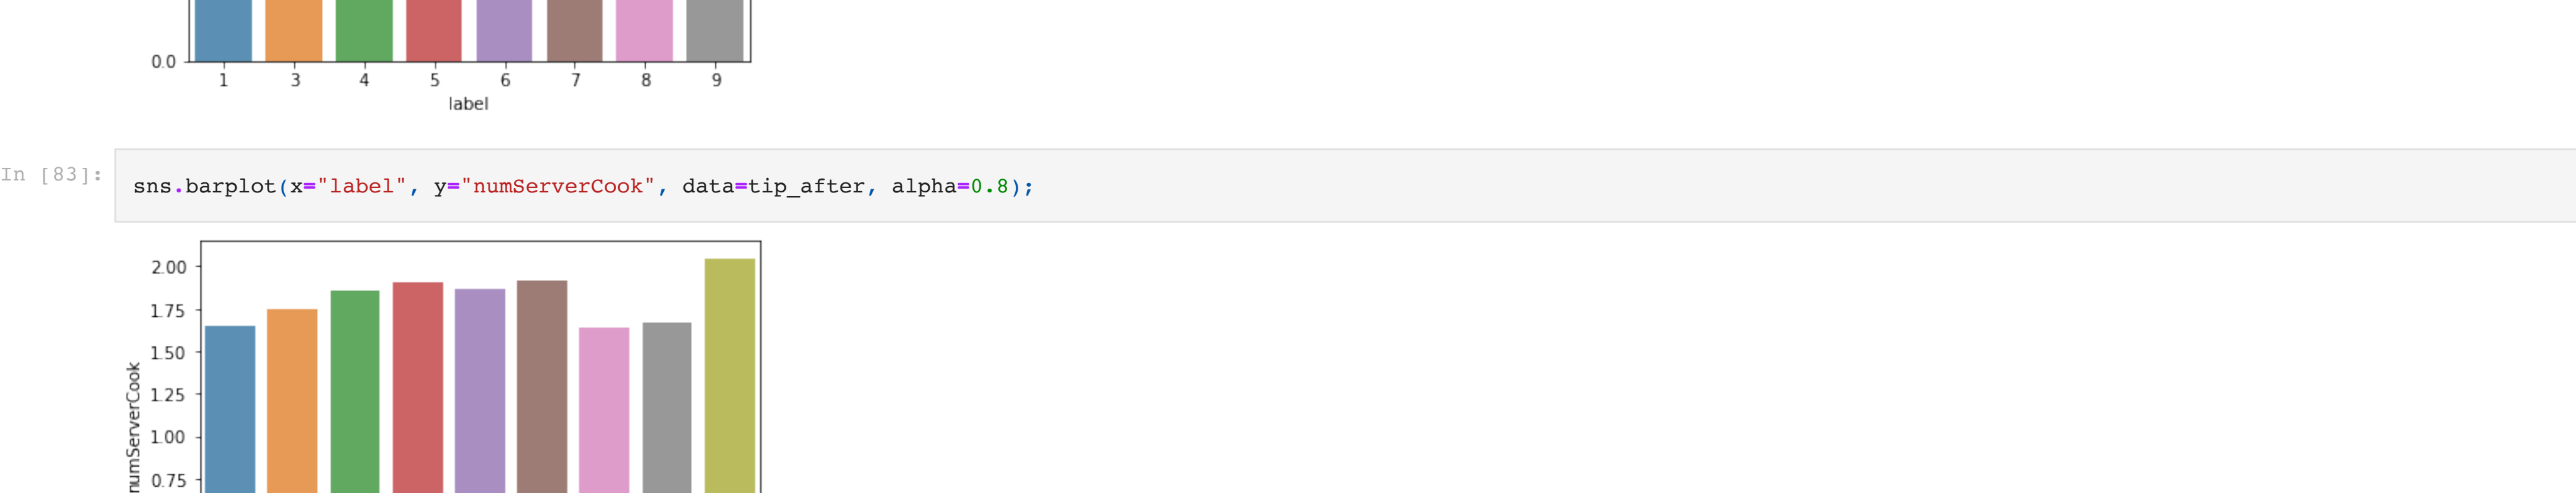 0.0
1 3 4 5 6 7 8 9
label
In [83]: sns.barplot(x="label", y="numServerCook", data=tip_after, alpha=0.8);
2.00
1.75
1.50
1.25
1.00
0.75
numServerCook